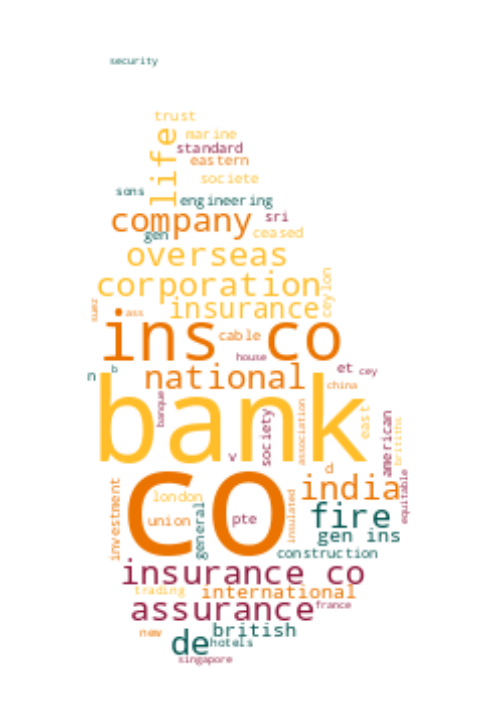 security
trust
life
marine
standard
eastern
societe
sons
engineering
company
sri
gen
ceased
overseas
corporation
ceylon
suez
ass
insurance
ins co
cable
house
national
et
cey
n
b
china
bank
banque
society
association
east
american
britiths
v
co
d
india
equitable
investment
london
union
general
pte
insulated
fire
gen ins
construction
insurance co
trading
international
assurance
france
new
de
british
hotels
singapore